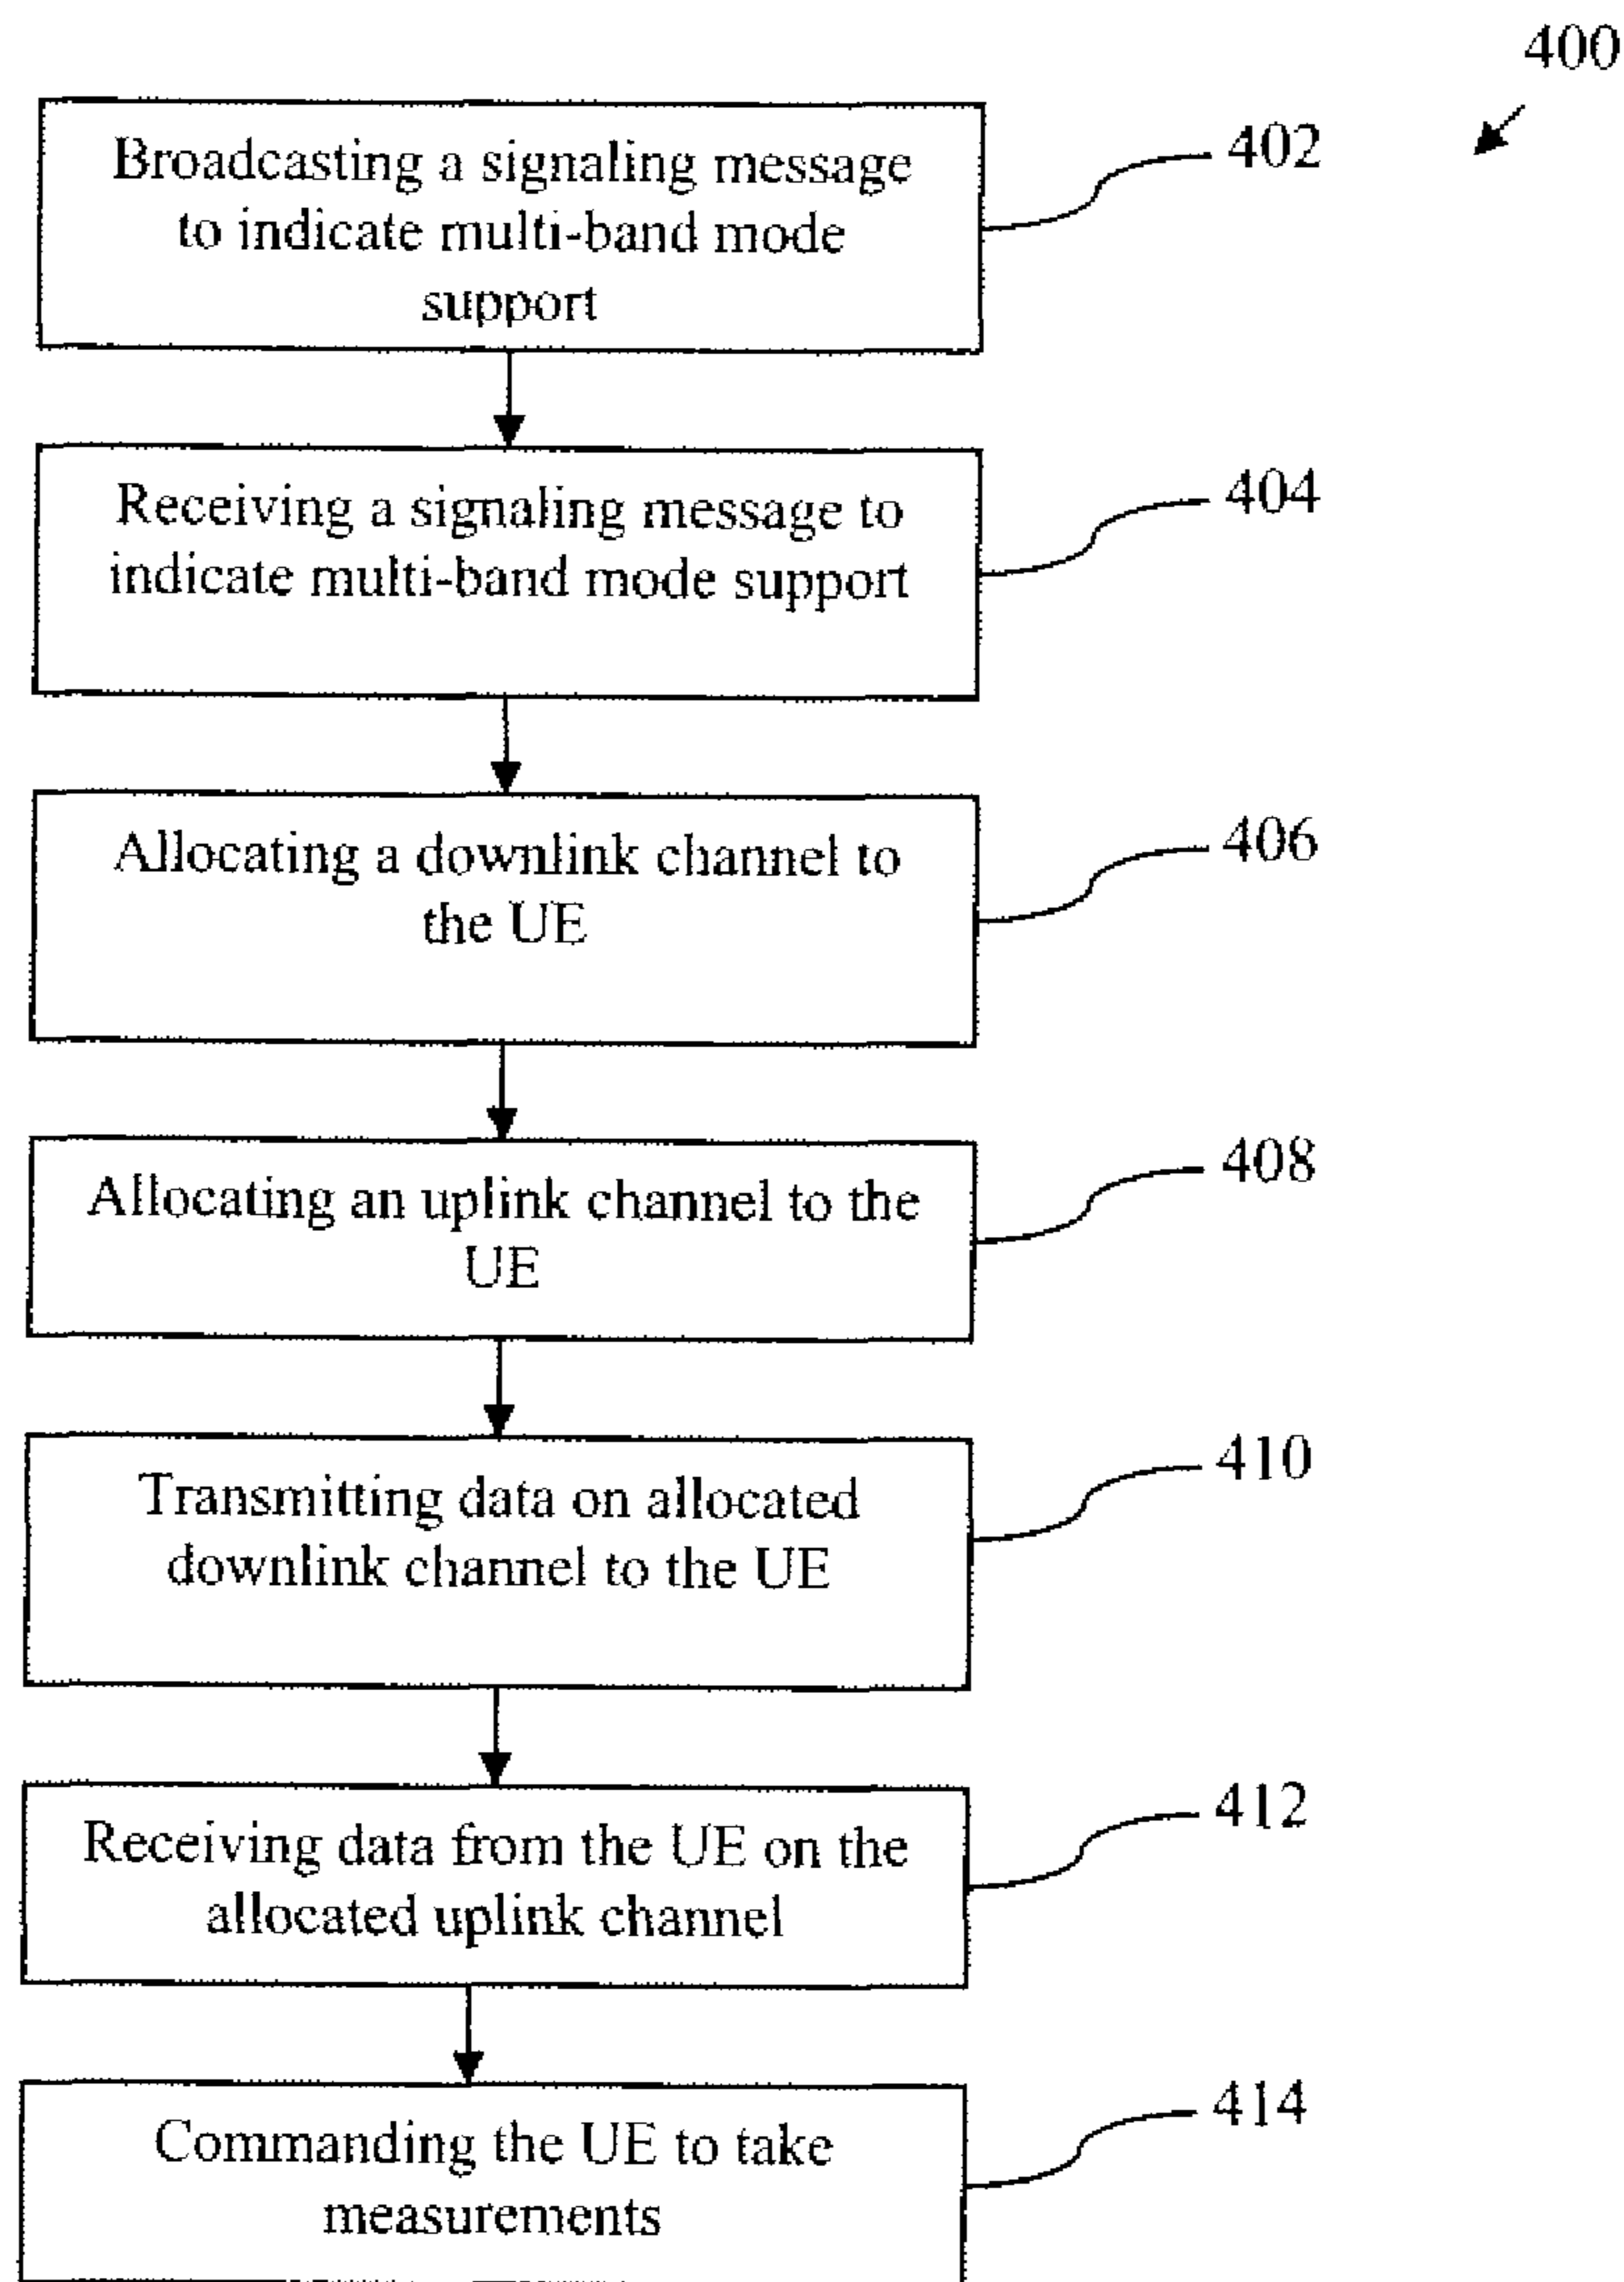 400
Broadcasting a signaling message
to indicate multi-band mode
support
402
Receiving a signaling message to
indicate multi-band mode support
404
Allocating a downlink channel to
the UE
406
Allocating an uplink channel to the
UE
408
Transmitting data on allocated
downlink channel to the UE
410
Receiving data from the UE on the
allocated uplink channel
412
Commanding the UE to take
measurements
414